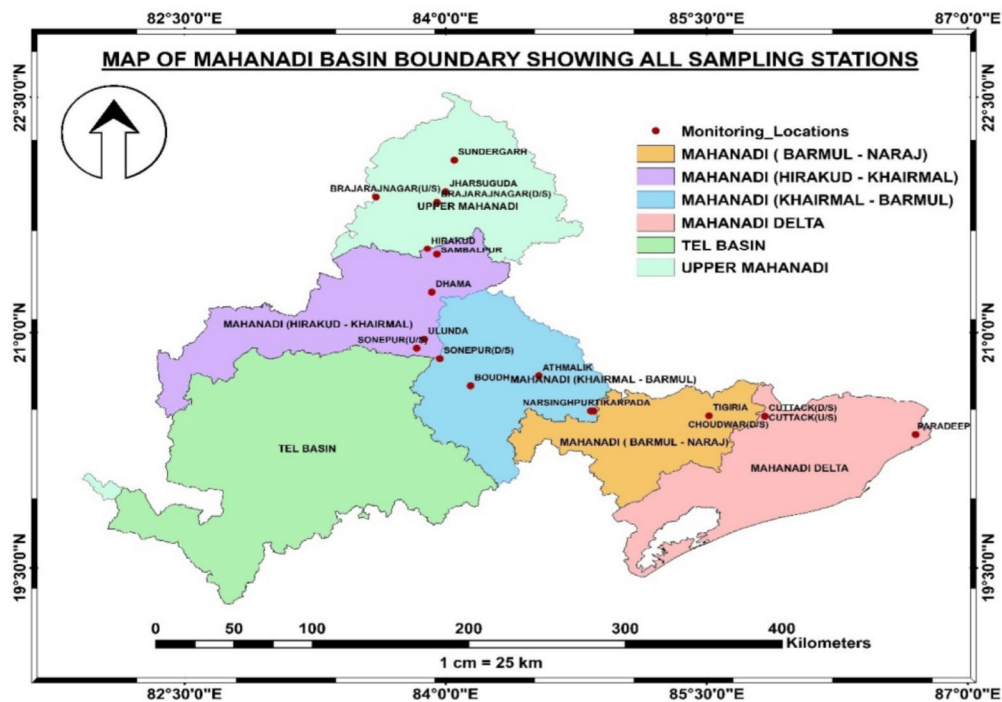 82°30'0"E 84°0'0"E 85°30'0"E 87°0'0"E
MAP OF MAHANADI BASIN BOUNDARY SHOWING ALL SAMPLING STATIONS
22°30'0"N
22°30'0"N
Monitoring_Locations
MAHANADI ( BARMUL - NARAJ)
MAHANADI (HIRAKUD - KHAIRMAL)
MAHANADI (KHAIRMAL - BARMUL)
MAHANADI DELTA
TEL BASIN
UPPER MAHANADI
SUNDERGARH
BRAJARAJNAGAR(U/S)
JHARSUGUDA
BRAJARAJNAGAR(D/S)
UPPER MAHANADI
HIRAKUD
SAMBALPUR
DHAMA
21°0'0"N
21°0'0"N
MAHANADI (HIRAKUD - KHAIRMAL)
ULUNDA
SONEPUR(U/S)
SONEPUR(D/S)
ATHMALIK
BOUDH
MAHANADI (KHAIRMAL - BARMUL)
NARSINGHPUR
TIKARPADA
TIGIRIA
CUTTACK(D/S)
CHOUDWAR(D/S)
CUTTACK(U/S)
PARADEEP
MAHANADI ( BARMUL - NARAJ)
TEL BASIN
MAHANADI DELTA
19°30'0"N
19°30'0"N
0 50 100 200 300 400
Kilometers
1 cm = 25 km
82°30'0"E 84°0'0"E 85°30'0"E 87°0'0"E